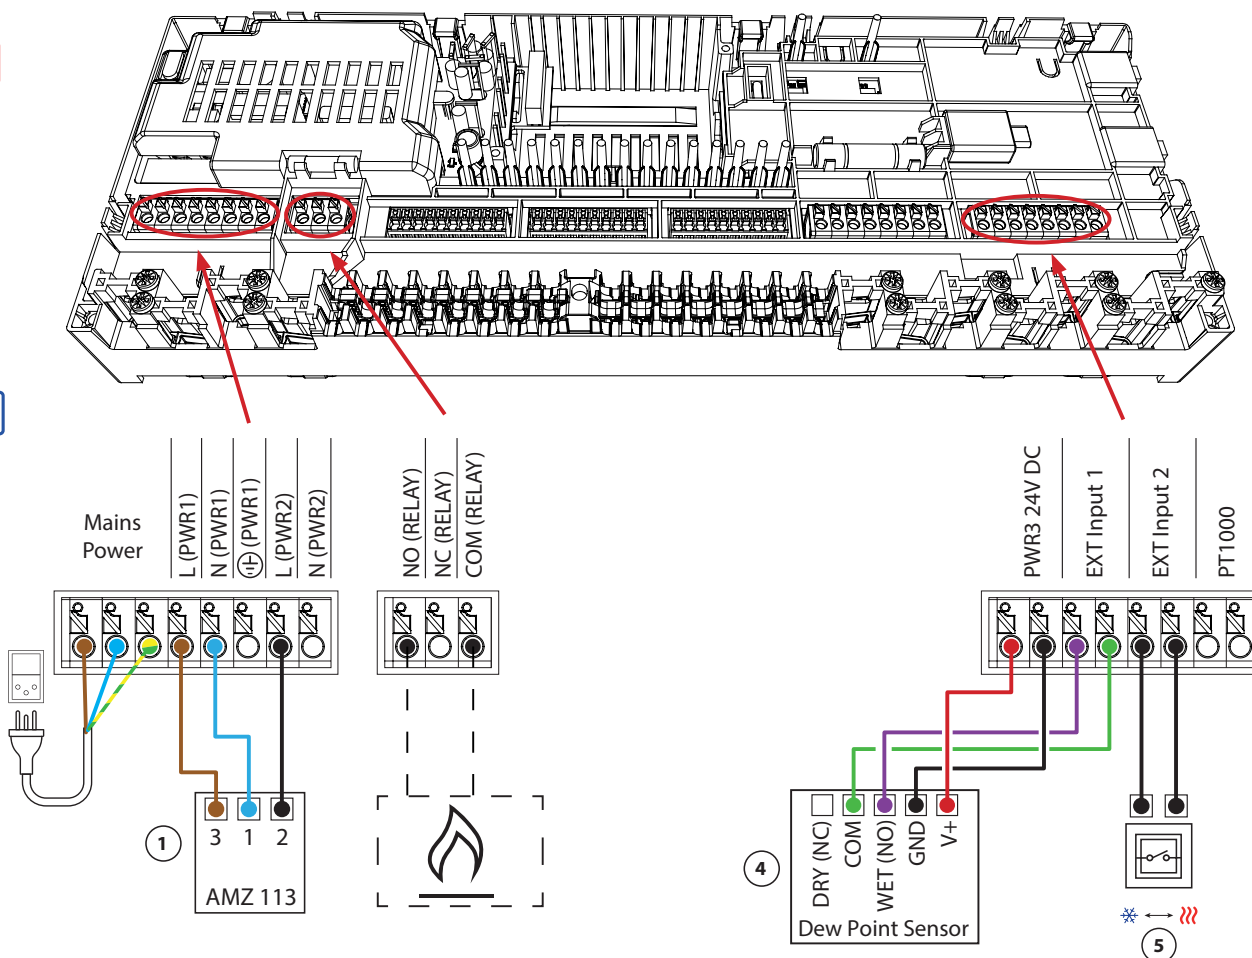 Mains
Power
L (PWR1)
N (PWR1)
(PWR1)
L (PWR2)
N (PWR2)
NO (RELAY)
NC (RELAY)
COM (RELAY)
PWR3 24V DC
EXT Input 1
EXT Input 2
PT1000
1
3 1 2
AMZ 113
4
DRY (NC)
COM
WET (NO)
GND
V+
Dew Point Sensor
5